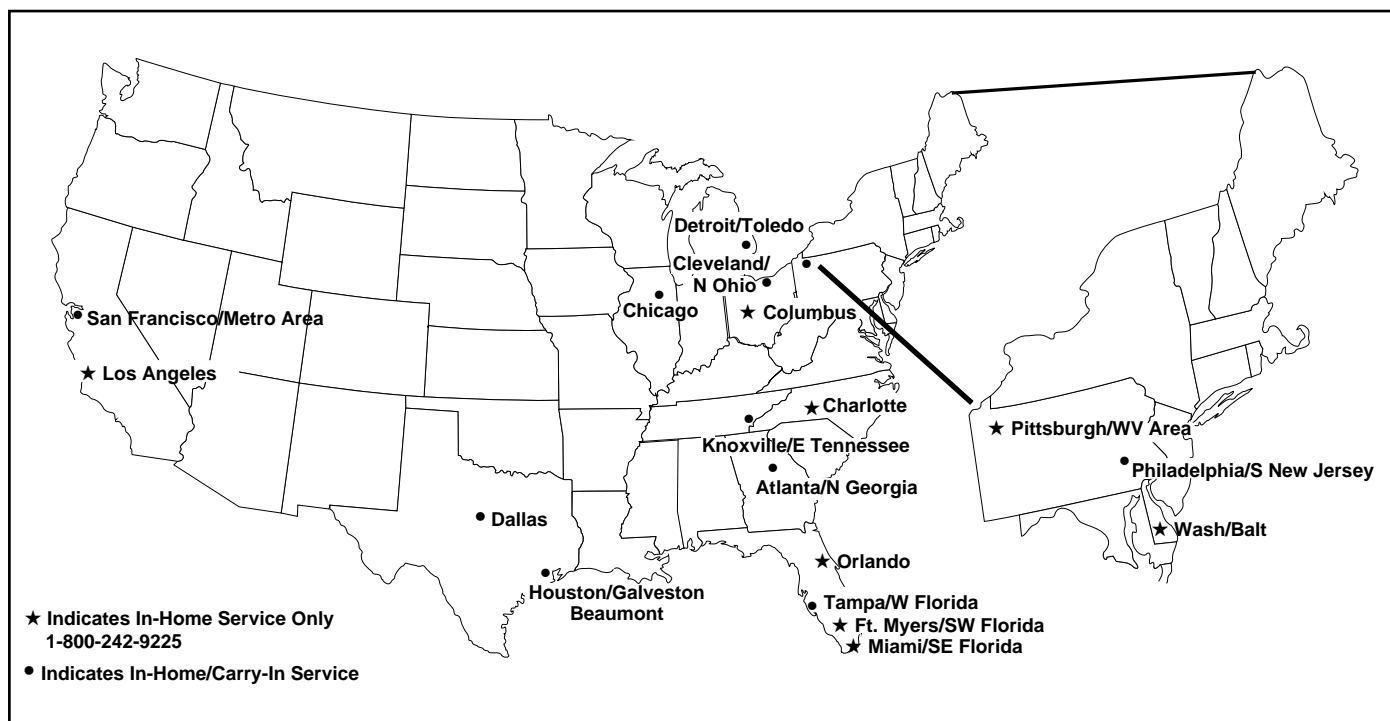 Detroit/Toledo
Cleveland/
N Ohio
Chicago
Columbus
San Francisco/Metro Area
Los Angeles
Charlotte
Knoxville/E Tennessee
Atlanta/N Georgia
Pittsburgh/WV Area
Philadelphia/S New Jersey
Wash/Balt
Dallas
Orlando
Houston/Galveston
Beaumont
Tampa/W Florida
Ft. Myers/SW Florida
Miami/SE Florida
★ Indicates In-Home Service Only
1-800-242-9225
• Indicates In-Home/Carry-In Service